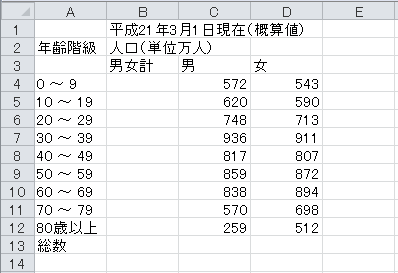 A B C D E
1 平成21年3月1日現在(概算値)
2 年齢階級 人口(単位万人)
3 男女計 男 女
4 0 ～ 9 572 543
5 10 ～ 19 620 590
6 20 ～ 29 748 713
7 30 ～ 39 936 911
8 40 ～ 49 817 807
9 50 ～ 59 859 872
10 60 ～ 69 838 894
11 70 ～ 79 570 698
12 80歳以上 259 512
13 総数
14